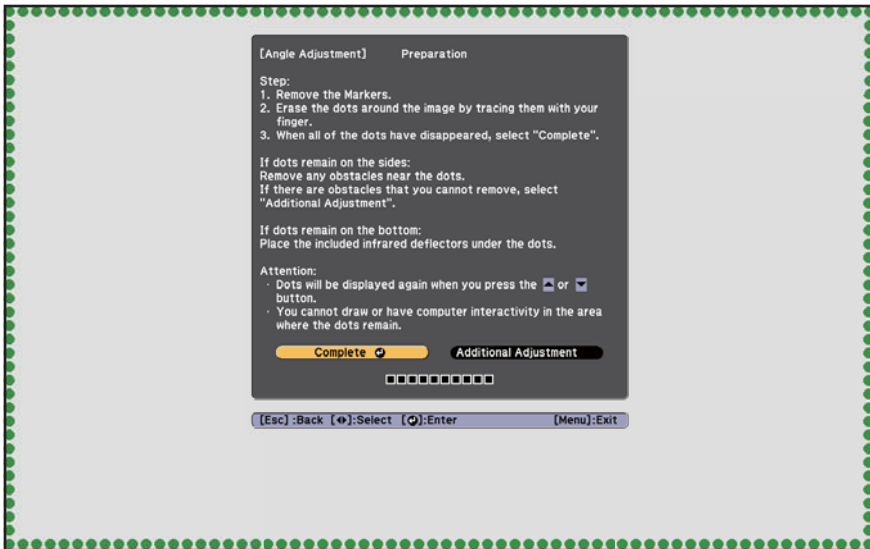 [Angle Adjustment] Preparation
Step:
1. Remove the Markers.
2. Erase the dots around the image by tracing them with your
finger.
3. When all of the dots have disappeared, select "Complete".
If dots remain on the sides:
Remove any obstacles near the dots.
If there are obstacles that you cannot remove, select
"Additional Adjustment".
If dots remain on the bottom:
Place the included infrared deflectors under the dots.
Attention:
· Dots will be displayed again when you press the ▲ or ▼
button.
· You cannot draw or have computer interactivity in the area
where the dots remain.
Complete Additional Adjustment
[Esc] :Back [◆]:Select [⏎]:Enter [Menu]:Exit